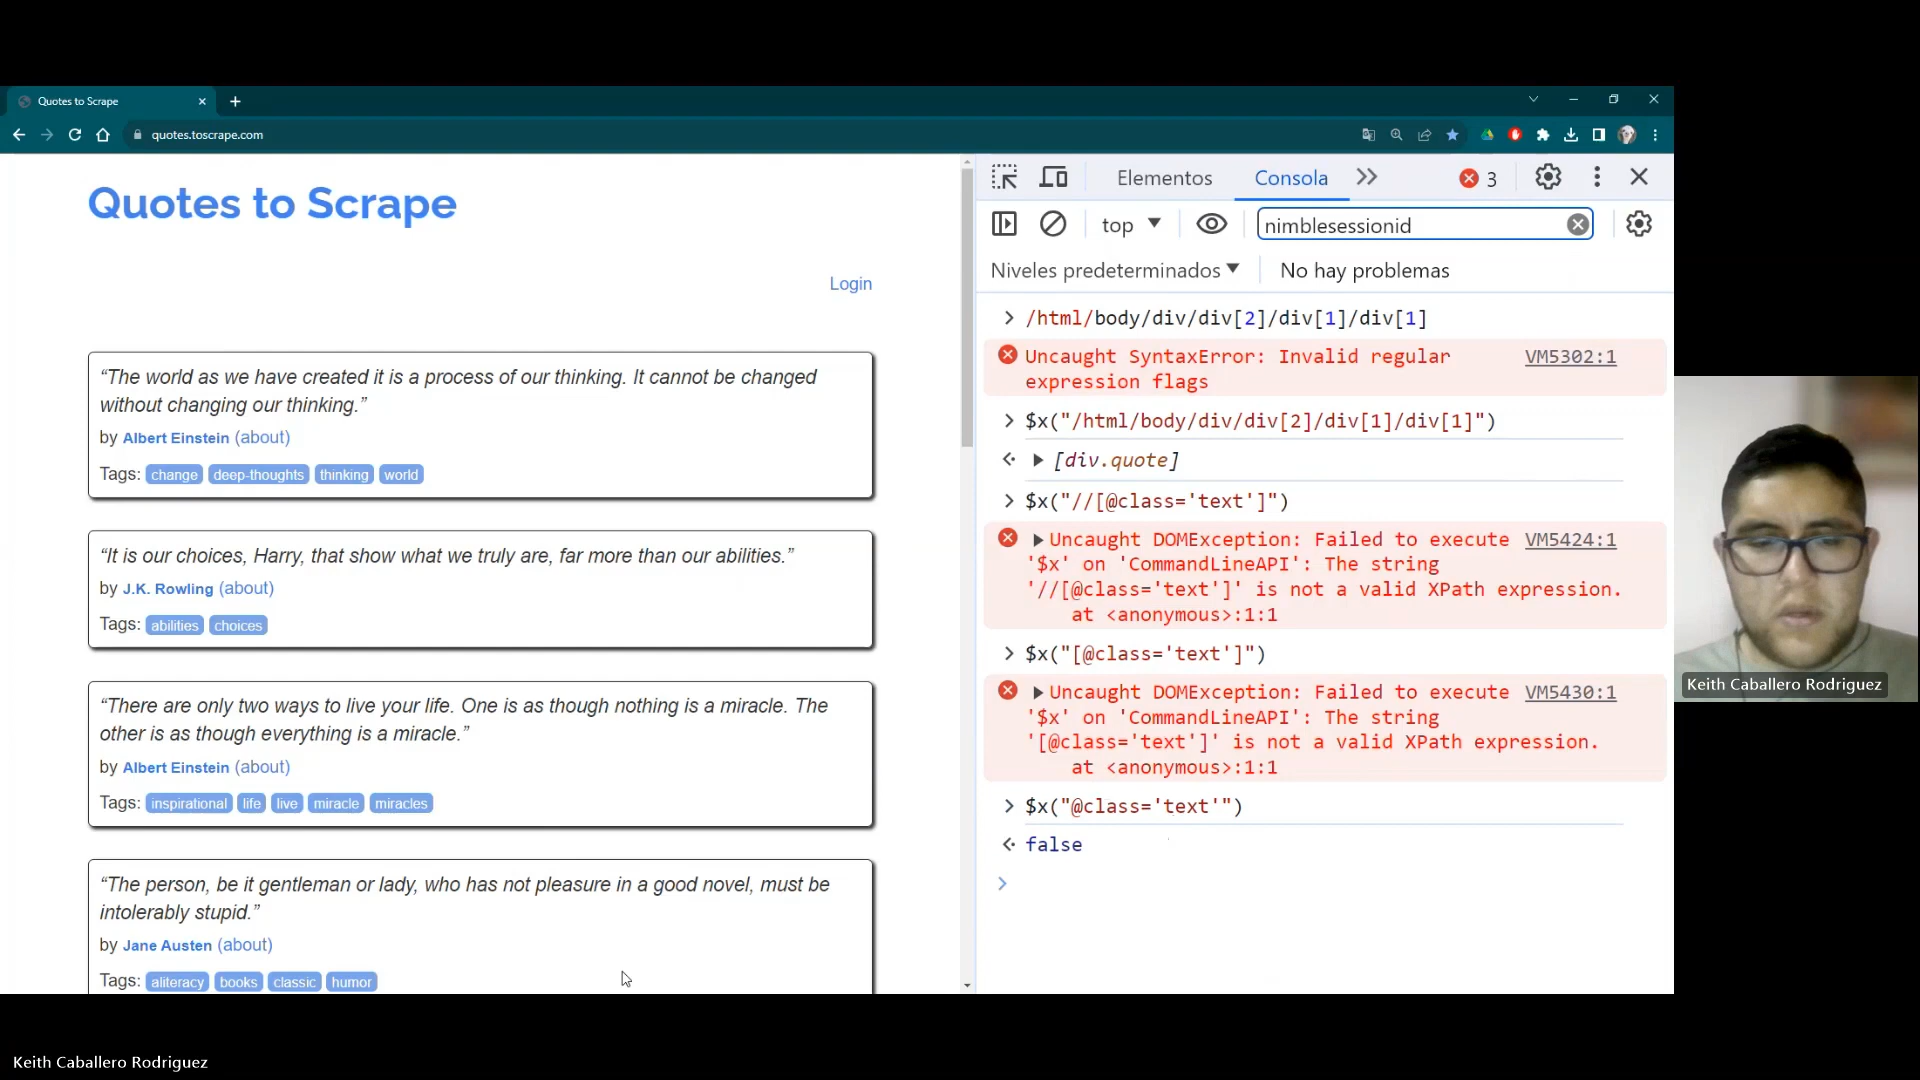 Quotes to Scrape
quotes.toscrape.com
Quotes to Scrape
Login
“The world as we have created it is a process of our thinking. It cannot be changed
without changing our thinking.”
by Albert Einstein (about)
Tags: change deep-thoughts thinking world
“It is our choices, Harry, that show what we truly are, far more than our abilities.”
by J.K. Rowling (about)
Tags: abilities choices
“There are only two ways to live your life. One is as though nothing is a miracle. The
other is as though everything is a miracle.”
by Albert Einstein (about)
Tags: inspirational life live miracle miracles
“The person, be it gentleman or lady, who has not pleasure in a good novel, must be
intolerably stupid.”
by Jane Austen (about)
Tags: aliteracy books classic humor
Elementos Consola 3
top nimblesessionid
Niveles predeterminados No hay problemas
/html/body/div/div[2]/div[1]/div[1]
Uncaught SyntaxError: Invalid regular VM5302:1
expression flags
$x("/html/body/div/div[2]/div[1]/div[1]")
[div.quote]
$x("//[@class='text']")
Uncaught DOMException: Failed to execute VM5424:1
'$x' on 'CommandLineAPI': The string
'//[@class='text']' is not a valid XPath expression.
at <anonymous>:1:1
$x("[@class='text']")
Uncaught DOMException: Failed to execute VM5430:1
'$x' on 'CommandLineAPI': The string
'[@class='text']' is not a valid XPath expression.
at <anonymous>:1:1
$x("@class='text'")
false
Keith Caballero Rodriguez
Keith Caballero Rodriguez